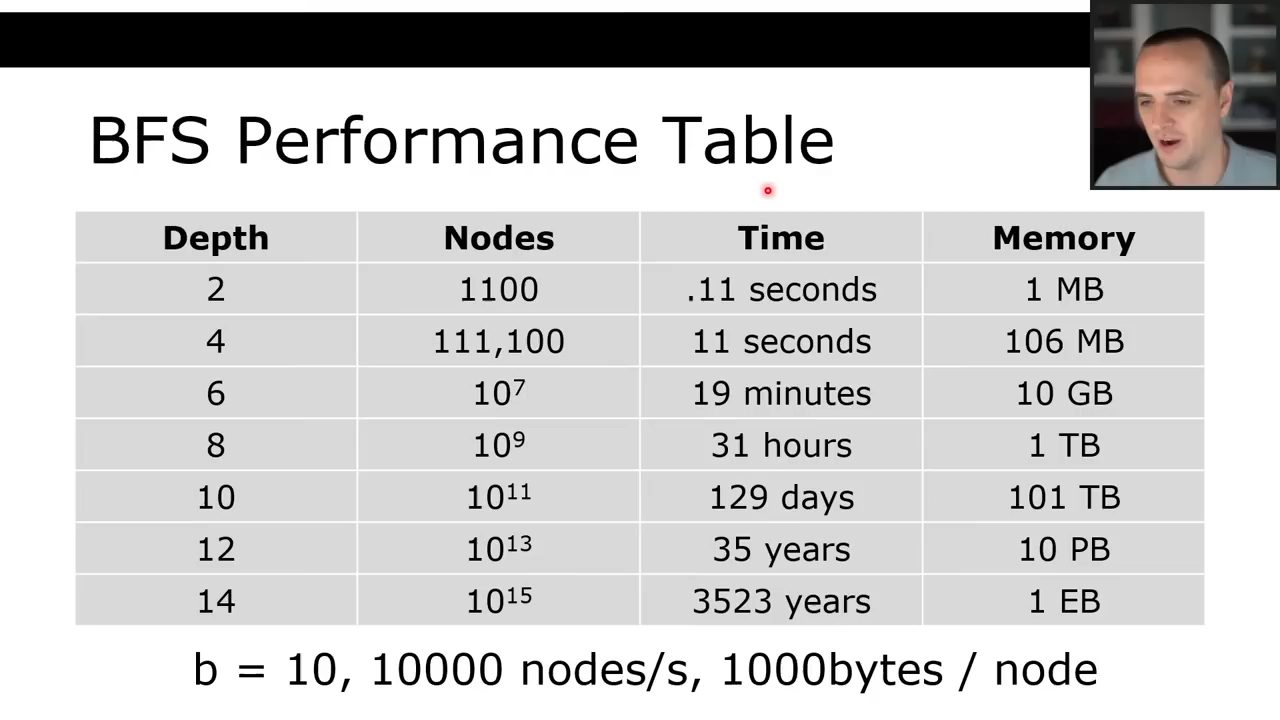 BFS Performance Table
Depth Nodes Time Memory
2 1100 .11 seconds 1 MB
4 111,100 11 seconds 106 MB
6 10⁷ 19 minutes 10 GB
8 10⁹ 31 hours 1 TB
10 10¹¹ 129 days 101 TB
12 10¹³ 35 years 10 PB
14 10¹⁵ 3523 years 1 EB
b = 10, 10000 nodes/s, 1000bytes / node